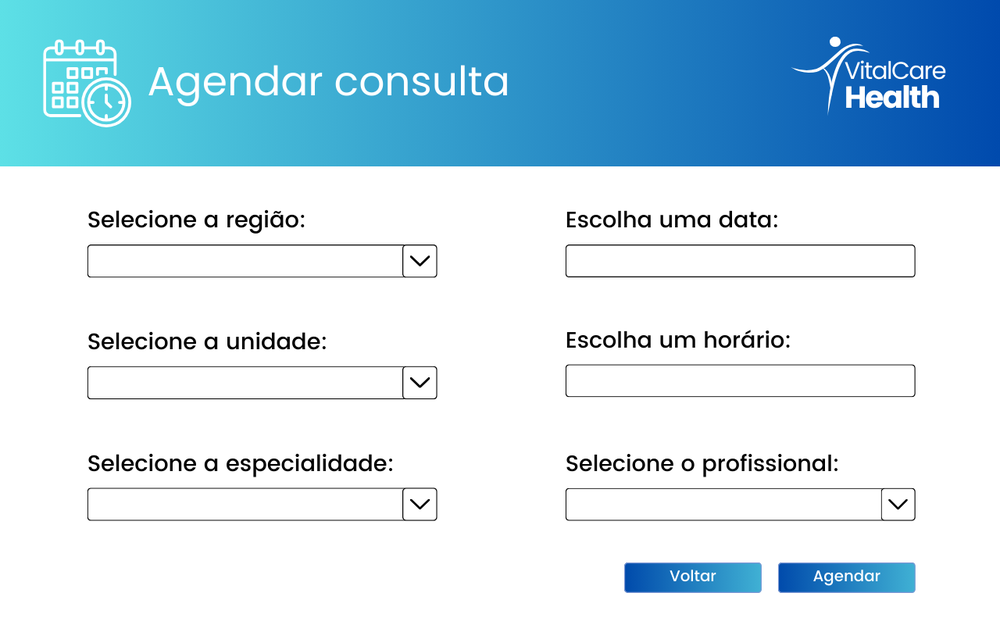 Agendar consulta
VitalCare
Health
Selecione a região:
Escolha uma data:
Selecione a unidade:
Escolha um horário:
Selecione a especialidade:
Selecione o profissional:
Voltar
Agendar